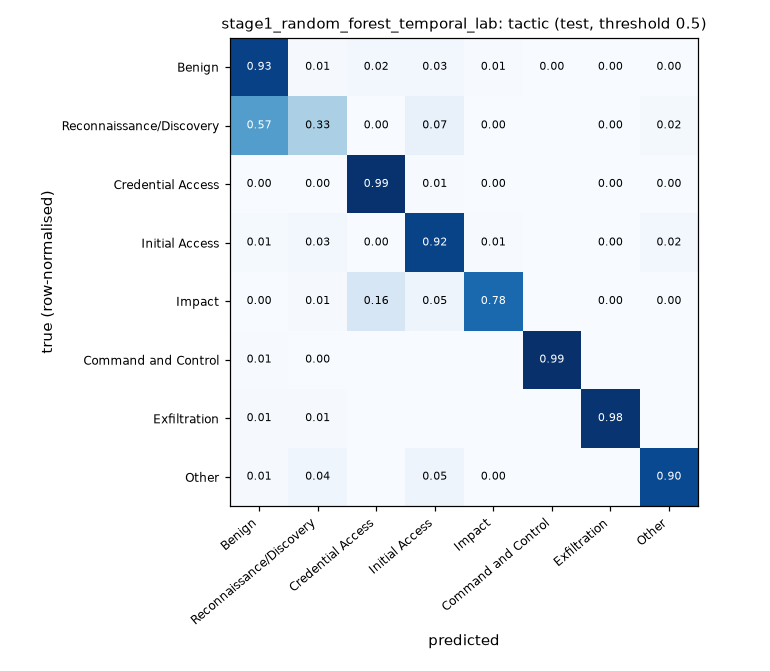 stage1_random_forest_temporal_lab: tactic (test, threshold 0.5)
true (row-normalised)
Benign 0.93 0.01 0.02 0.03 0.01 0.00 0.00 0.00
Reconnaissance/Discovery 0.57 0.33 0.00 0.07 0.00 0.00 0.02
Credential Access 0.00 0.00 0.99 0.01 0.00 0.00 0.00
Initial Access 0.01 0.03 0.00 0.92 0.01 0.00 0.02
Impact 0.00 0.01 0.16 0.05 0.78 0.00 0.00
Command and Control 0.01 0.00 0.99
Exfiltration 0.01 0.01 0.98
Other 0.01 0.04 0.05 0.00 0.90
Benign
Reconnaissance/Discovery
Credential Access
Initial Access
Impact
Command and Control
Exfiltration
Other
predicted